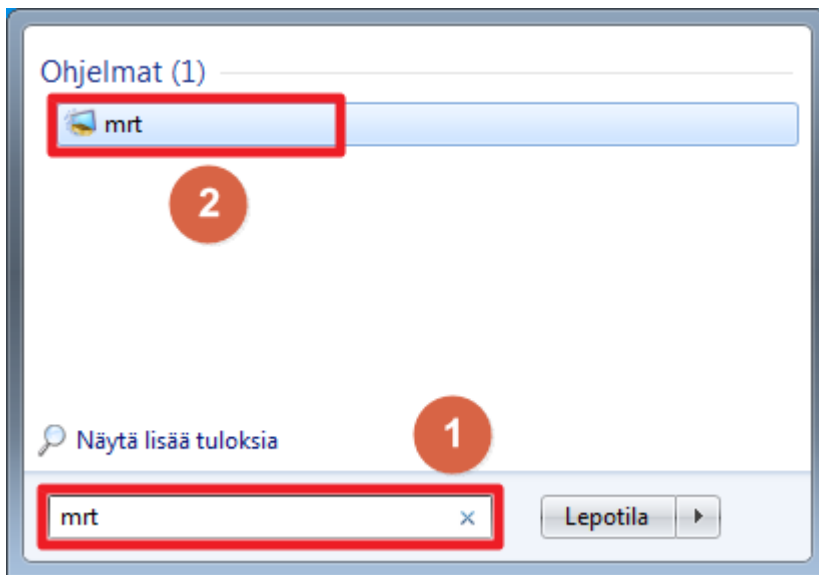 Ohjelmat (1)
mrt
2
Näytä lisää tuloksia
1
mrt
Lepotila